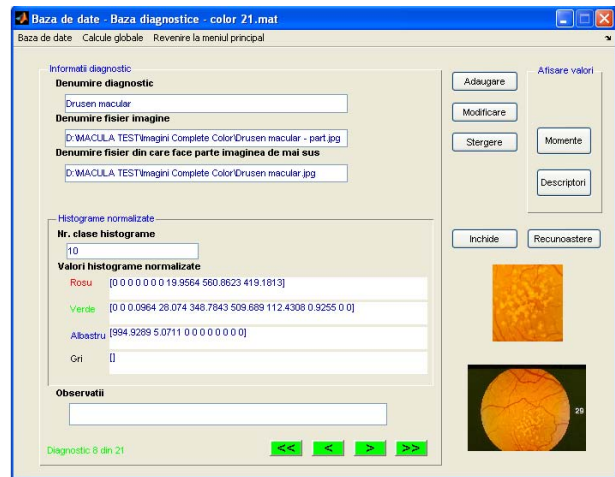 Baza de date - Baza diagnostice - color 21.mat
Baza de date Calcule globale Revenire la meniul principal
Informatii diagnostic
Denumire diagnostic
Drusen macular
Denumire fisier imagine
D:\MACULA TEST\Imagini Complete Color\Drusen macular - part.jpg
Denumire fisier din care face parte imaginea de mai sus
D:\MACULA TEST\Imagini Complete Color\Drusen macular.jpg
Histograme normalizate
Nr. clase histograme
10
Valori histograme normalizate
Rosu [0 0 0 0 0 0 0 19.9564 560.8623 419.1813]
Verde [0 0 0.0964 28.074 348.7843 509.689 112.4308 0.9255 0 0]
Albastru [994.9289 5.0711 0 0 0 0 0 0 0 0]
Gri []
Observatii
Diagnostic 8 din 21
<< < > >>
Adaugare
Modificare
Stergere
Afisare valori
Momente
Descriptori
Inchide Recunoastere
29